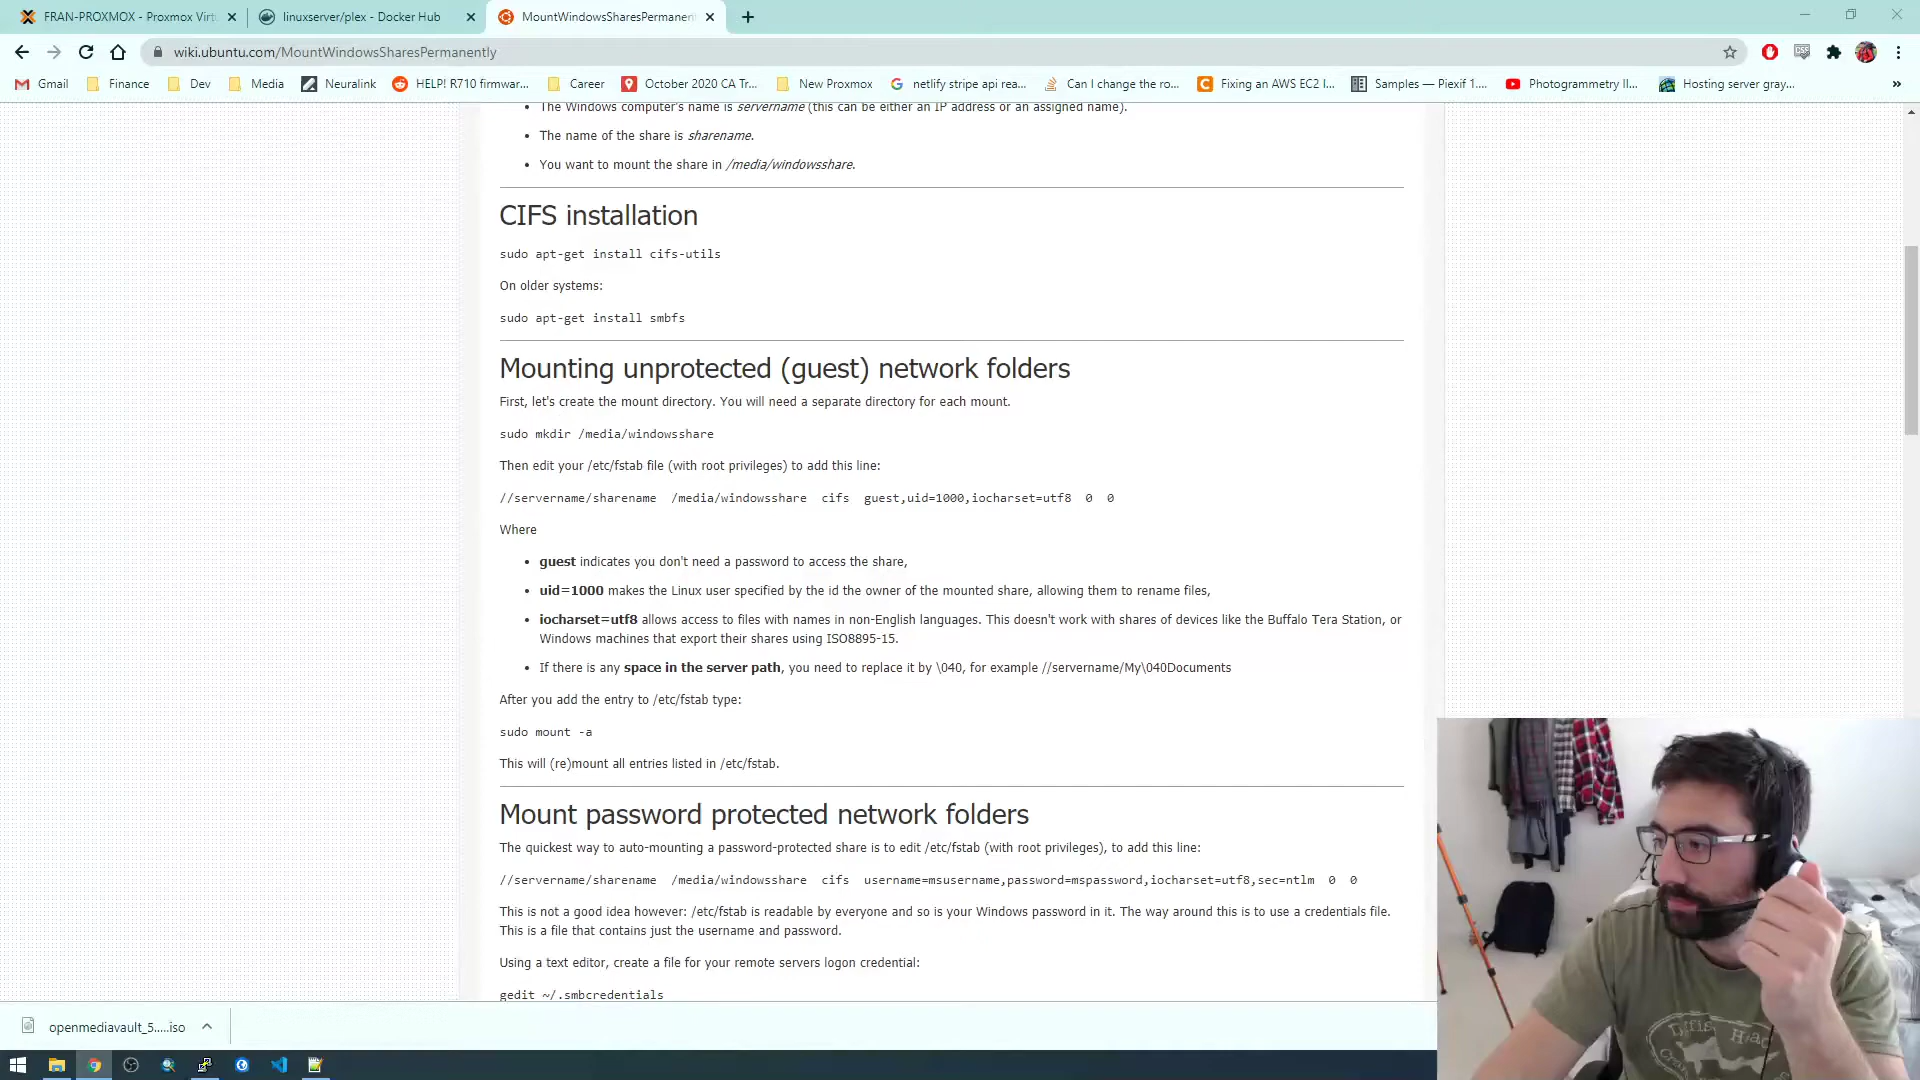 FRAN-PROXMOX - Proxmox Virtu
linuxserver/plex - Docker Hub
MountWindowsSharesPermanent
wiki.ubuntu.com/MountWindowsSharesPermanently
Gmail
Finance
Dev
Media
Neuralink
HELP! R710 firmwar...
Career
October 2020 CA Tr...
New Proxmox
netlify stripe api rea...
Can I change the ro...
Fixing an AWS EC2 I...
Samples — Piexif 1....
Photogrammetry II...
Hosting server gray...
»
• The Windows computer's name is servername (this can be either an IP address or an assigned name).
• The name of the share is sharename.
• You want to mount the share in /media/windowsshare.
CIFS installation
sudo apt-get install cifs-utils
On older systems:
sudo apt-get install smbfs
Mounting unprotected (guest) network folders
First, let's create the mount directory. You will need a separate directory for each mount.
sudo mkdir /media/windowsshare
Then edit your /etc/fstab file (with root privileges) to add this line:
//servername/sharename  /media/windowsshare  cifs  guest,uid=1000,iocharset=utf8  0  0
Where
• guest indicates you don't need a password to access the share,
• uid=1000 makes the Linux user specified by the id the owner of the mounted share, allowing them to rename files,
• iocharset=utf8 allows access to files with names in non-English languages. This doesn't work with shares of devices like the Buffalo Tera Station, or
Windows machines that export their shares using ISO8895-15.
• If there is any space in the server path, you need to replace it by \040, for example //servername/My\040Documents
After you add the entry to /etc/fstab type:
sudo mount -a
This will (re)mount all entries listed in /etc/fstab.
Mount password protected network folders
The quickest way to auto-mounting a password-protected share is to edit /etc/fstab (with root privileges), to add this line:
//servername/sharename  /media/windowsshare  cifs  username=msusername,password=mspassword,iocharset=utf8,sec=ntlm  0  0
This is not a good idea however: /etc/fstab is readable by everyone and so is your Windows password in it. The way around this is to use a credentials file.
This is a file that contains just the username and password.
Using a text editor, create a file for your remote servers logon credential:
gedit ~/.smbcredentials
openmediavault_5.....iso